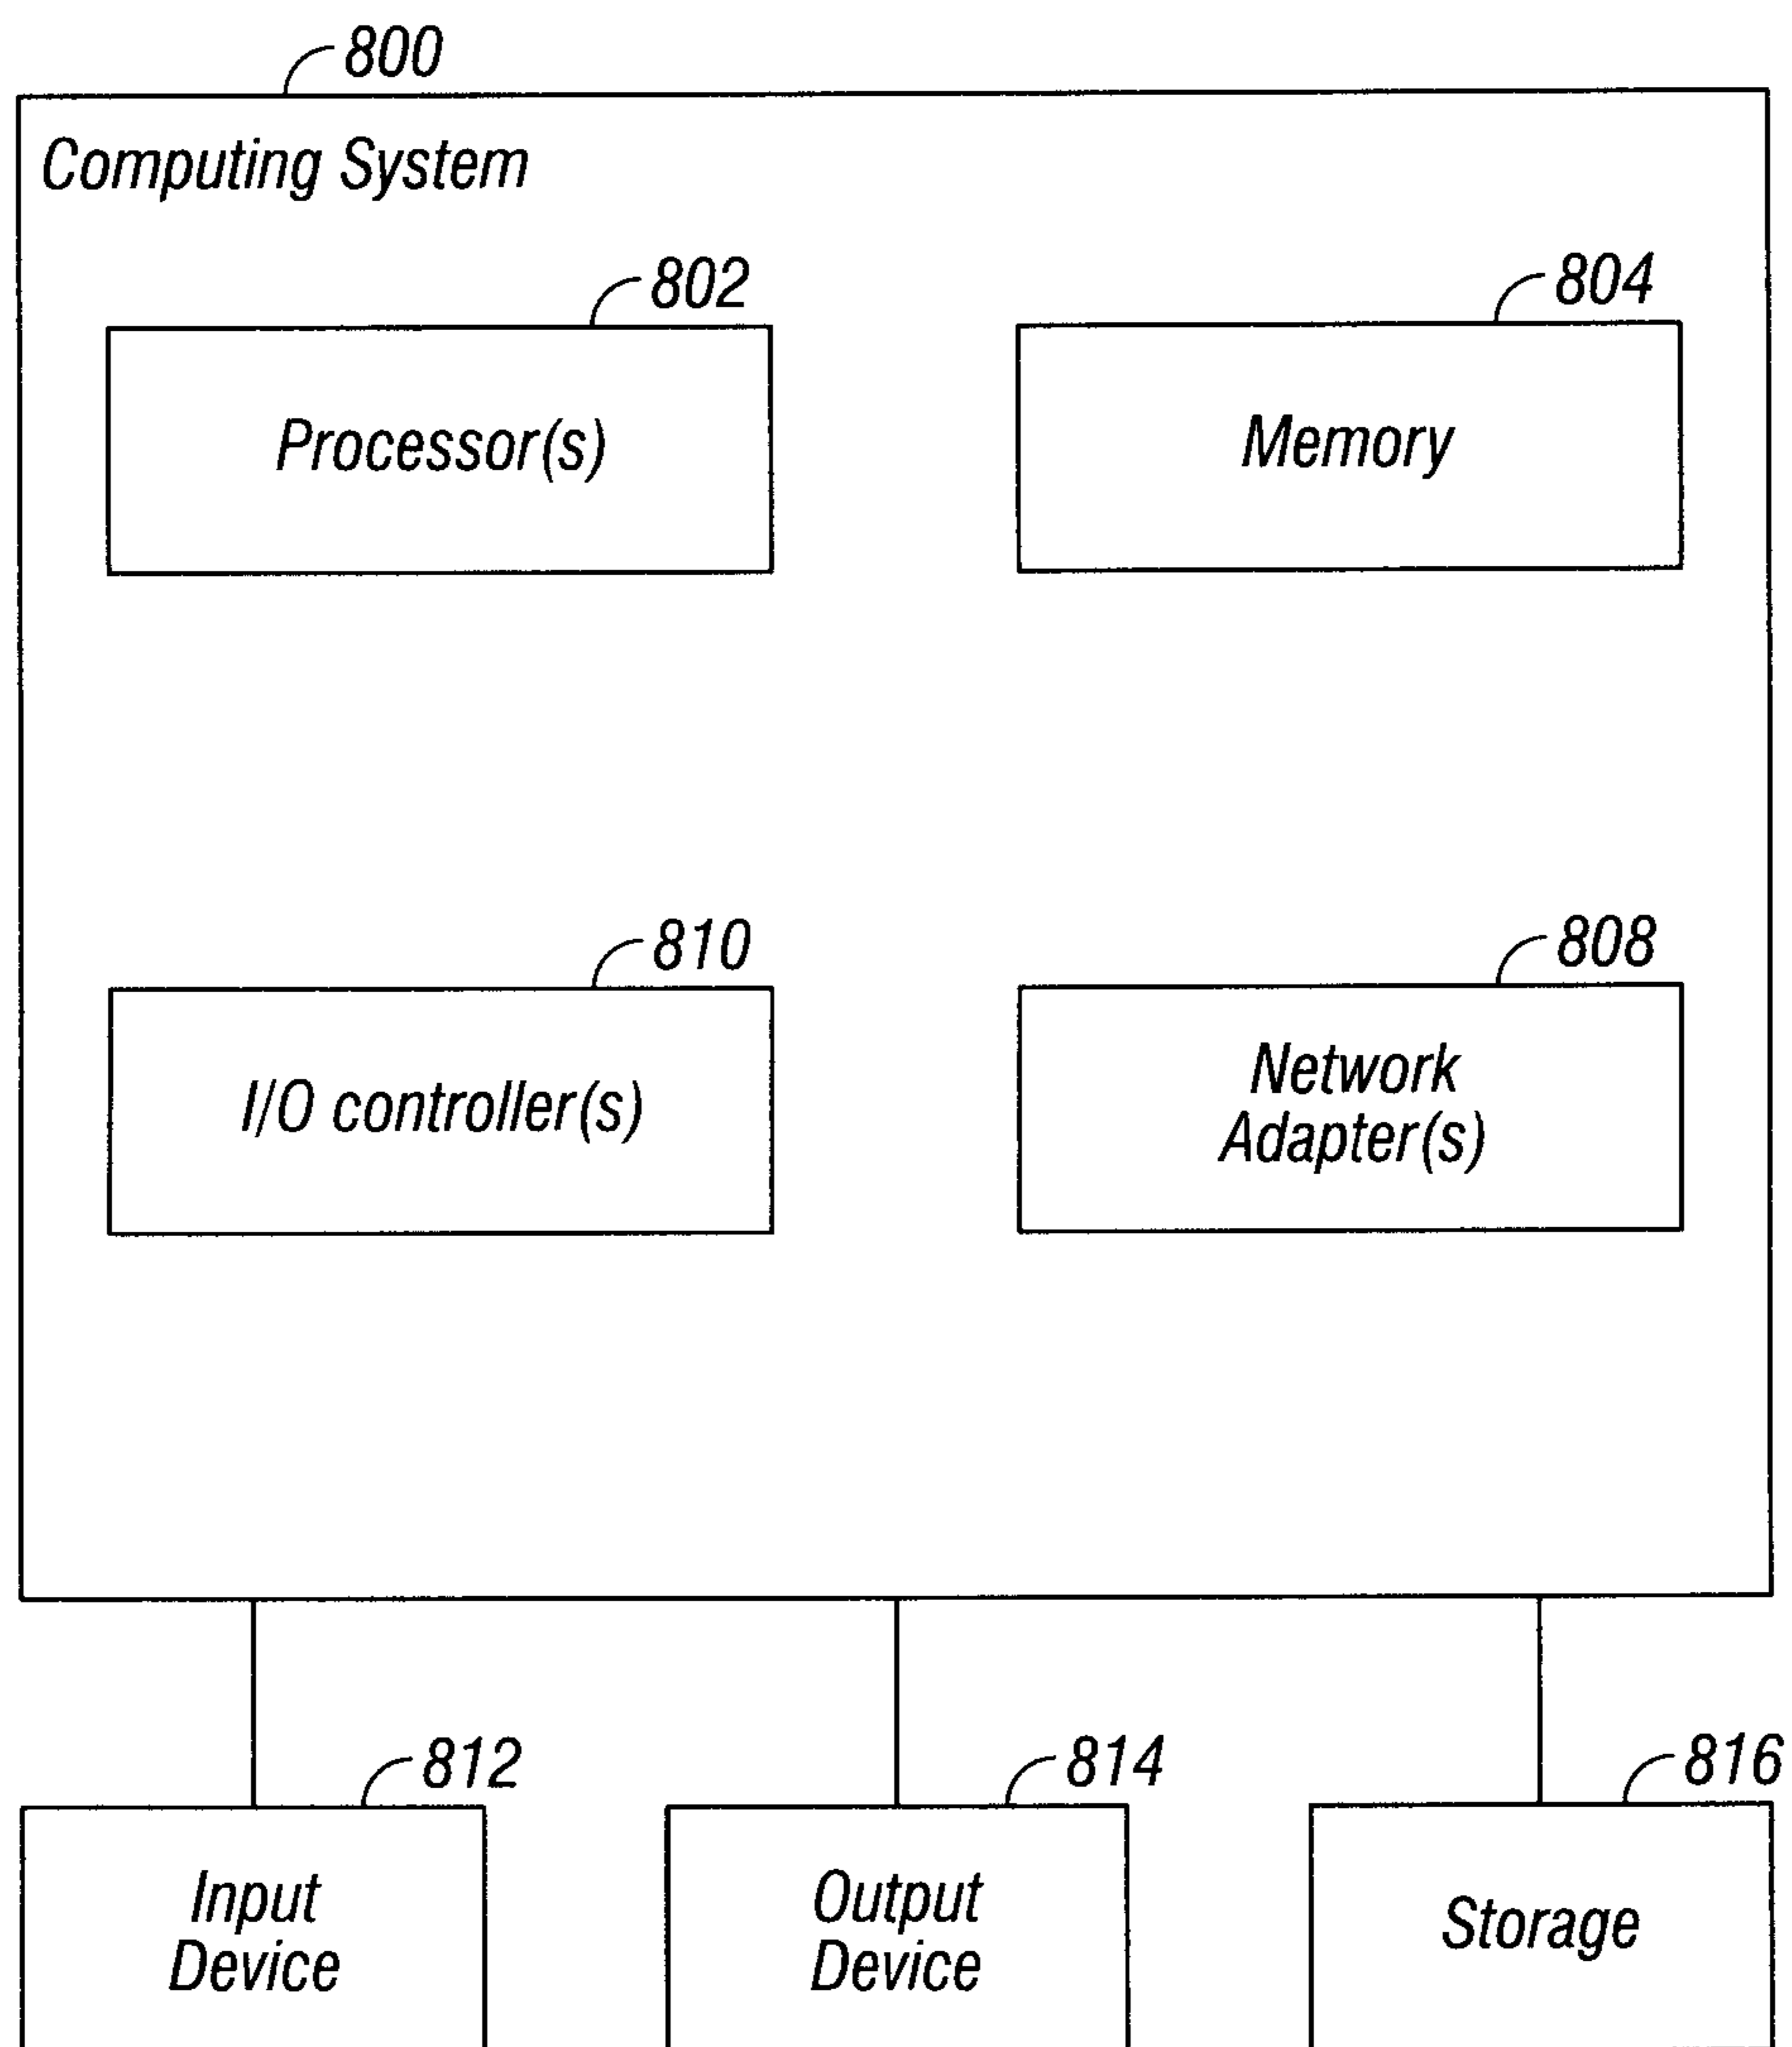 800
Computing System
802
804
Processor(s)
Memory
810
808
I/O controller(s)
Network
Adapter(s)
812
814
816
Input
Device
Output
Device
Storage